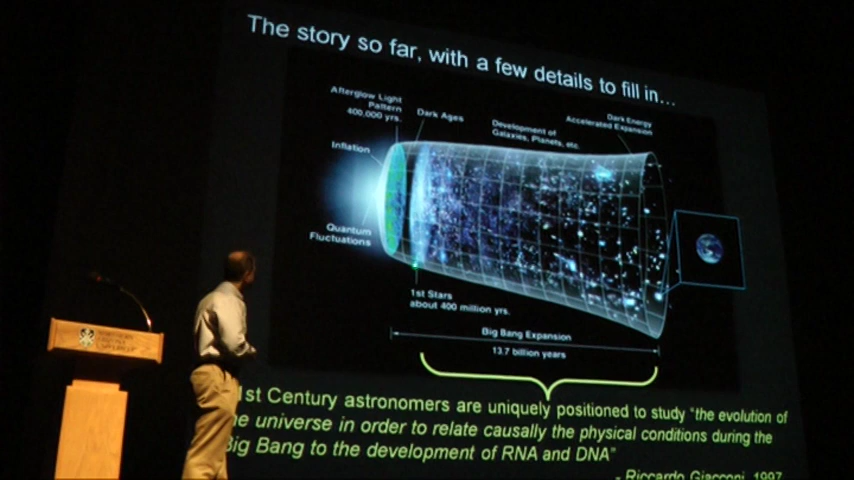 The story so far, with a few details to fill in...
Afterglow Light
Pattern
400,000 yrs.
Dark Ages
Development of
Galaxies, Planets, etc.
Dark Energy
Accelerated Expansion
Inflation
Quantum
Fluctuations
1st Stars
about 400 million yrs.
Big Bang Expansion
13.7 billion years
1st Century astronomers are uniquely positioned to study "the evolution of
he universe in order to relate causally the physical conditions during the
Big Bang to the development of RNA and DNA"
- Riccardo Giacconi, 1997